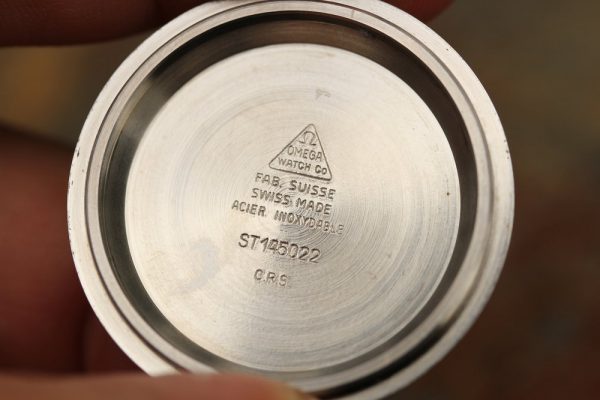 Ω
OMEGA
WATCH Co
FAB. SUISSE
SWISS MADE
ACIER INOXYDABLE
ST145022
C.R.S.